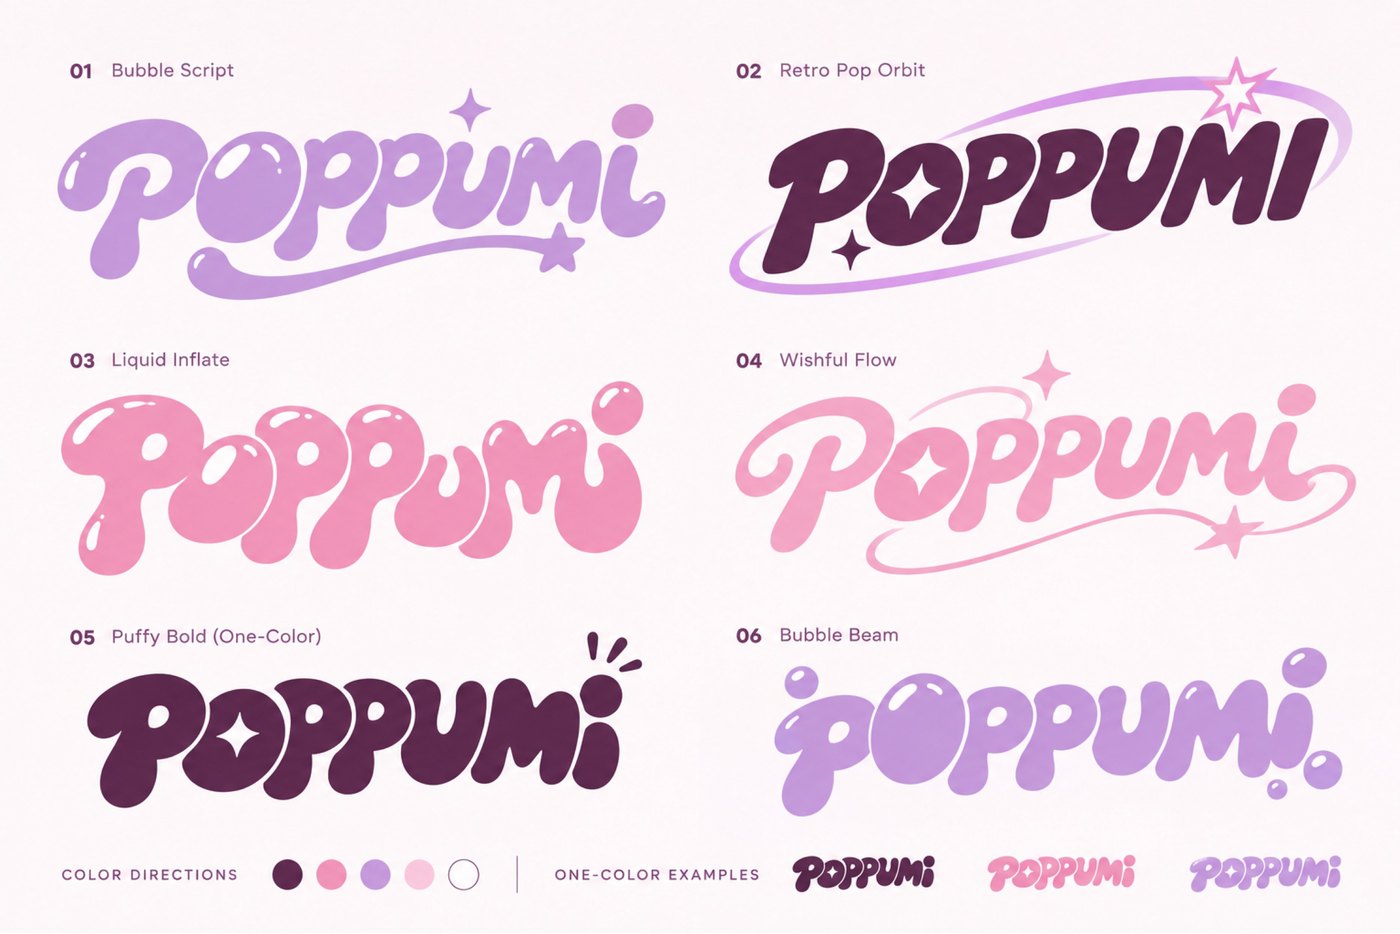 01 Bubble Script
POPPUMi
02 Retro Pop Orbit
POPPUMI
03 Liquid Inflate
POPPUMi
04 Wishful Flow
POPPUMi
05 Puffy Bold (One-Color)
POPPUMi
06 Bubble Beam
POPPUMi
COLOR DIRECTIONS
ONE-COLOR EXAMPLES
POPPUMi POPPUMi POPPUMi